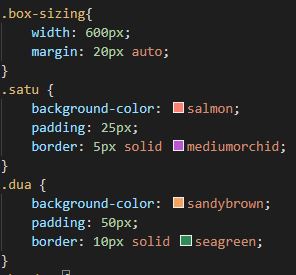 .box-sizing{
    width: 600px;
    margin: 20px auto;
}
.satu {
    background-color: salmon;
    padding: 25px;
    border: 5px solid mediumorchid;
}
.dua {
    background-color: sandybrown;
    padding: 50px;
    border: 10px solid seagreen;
}